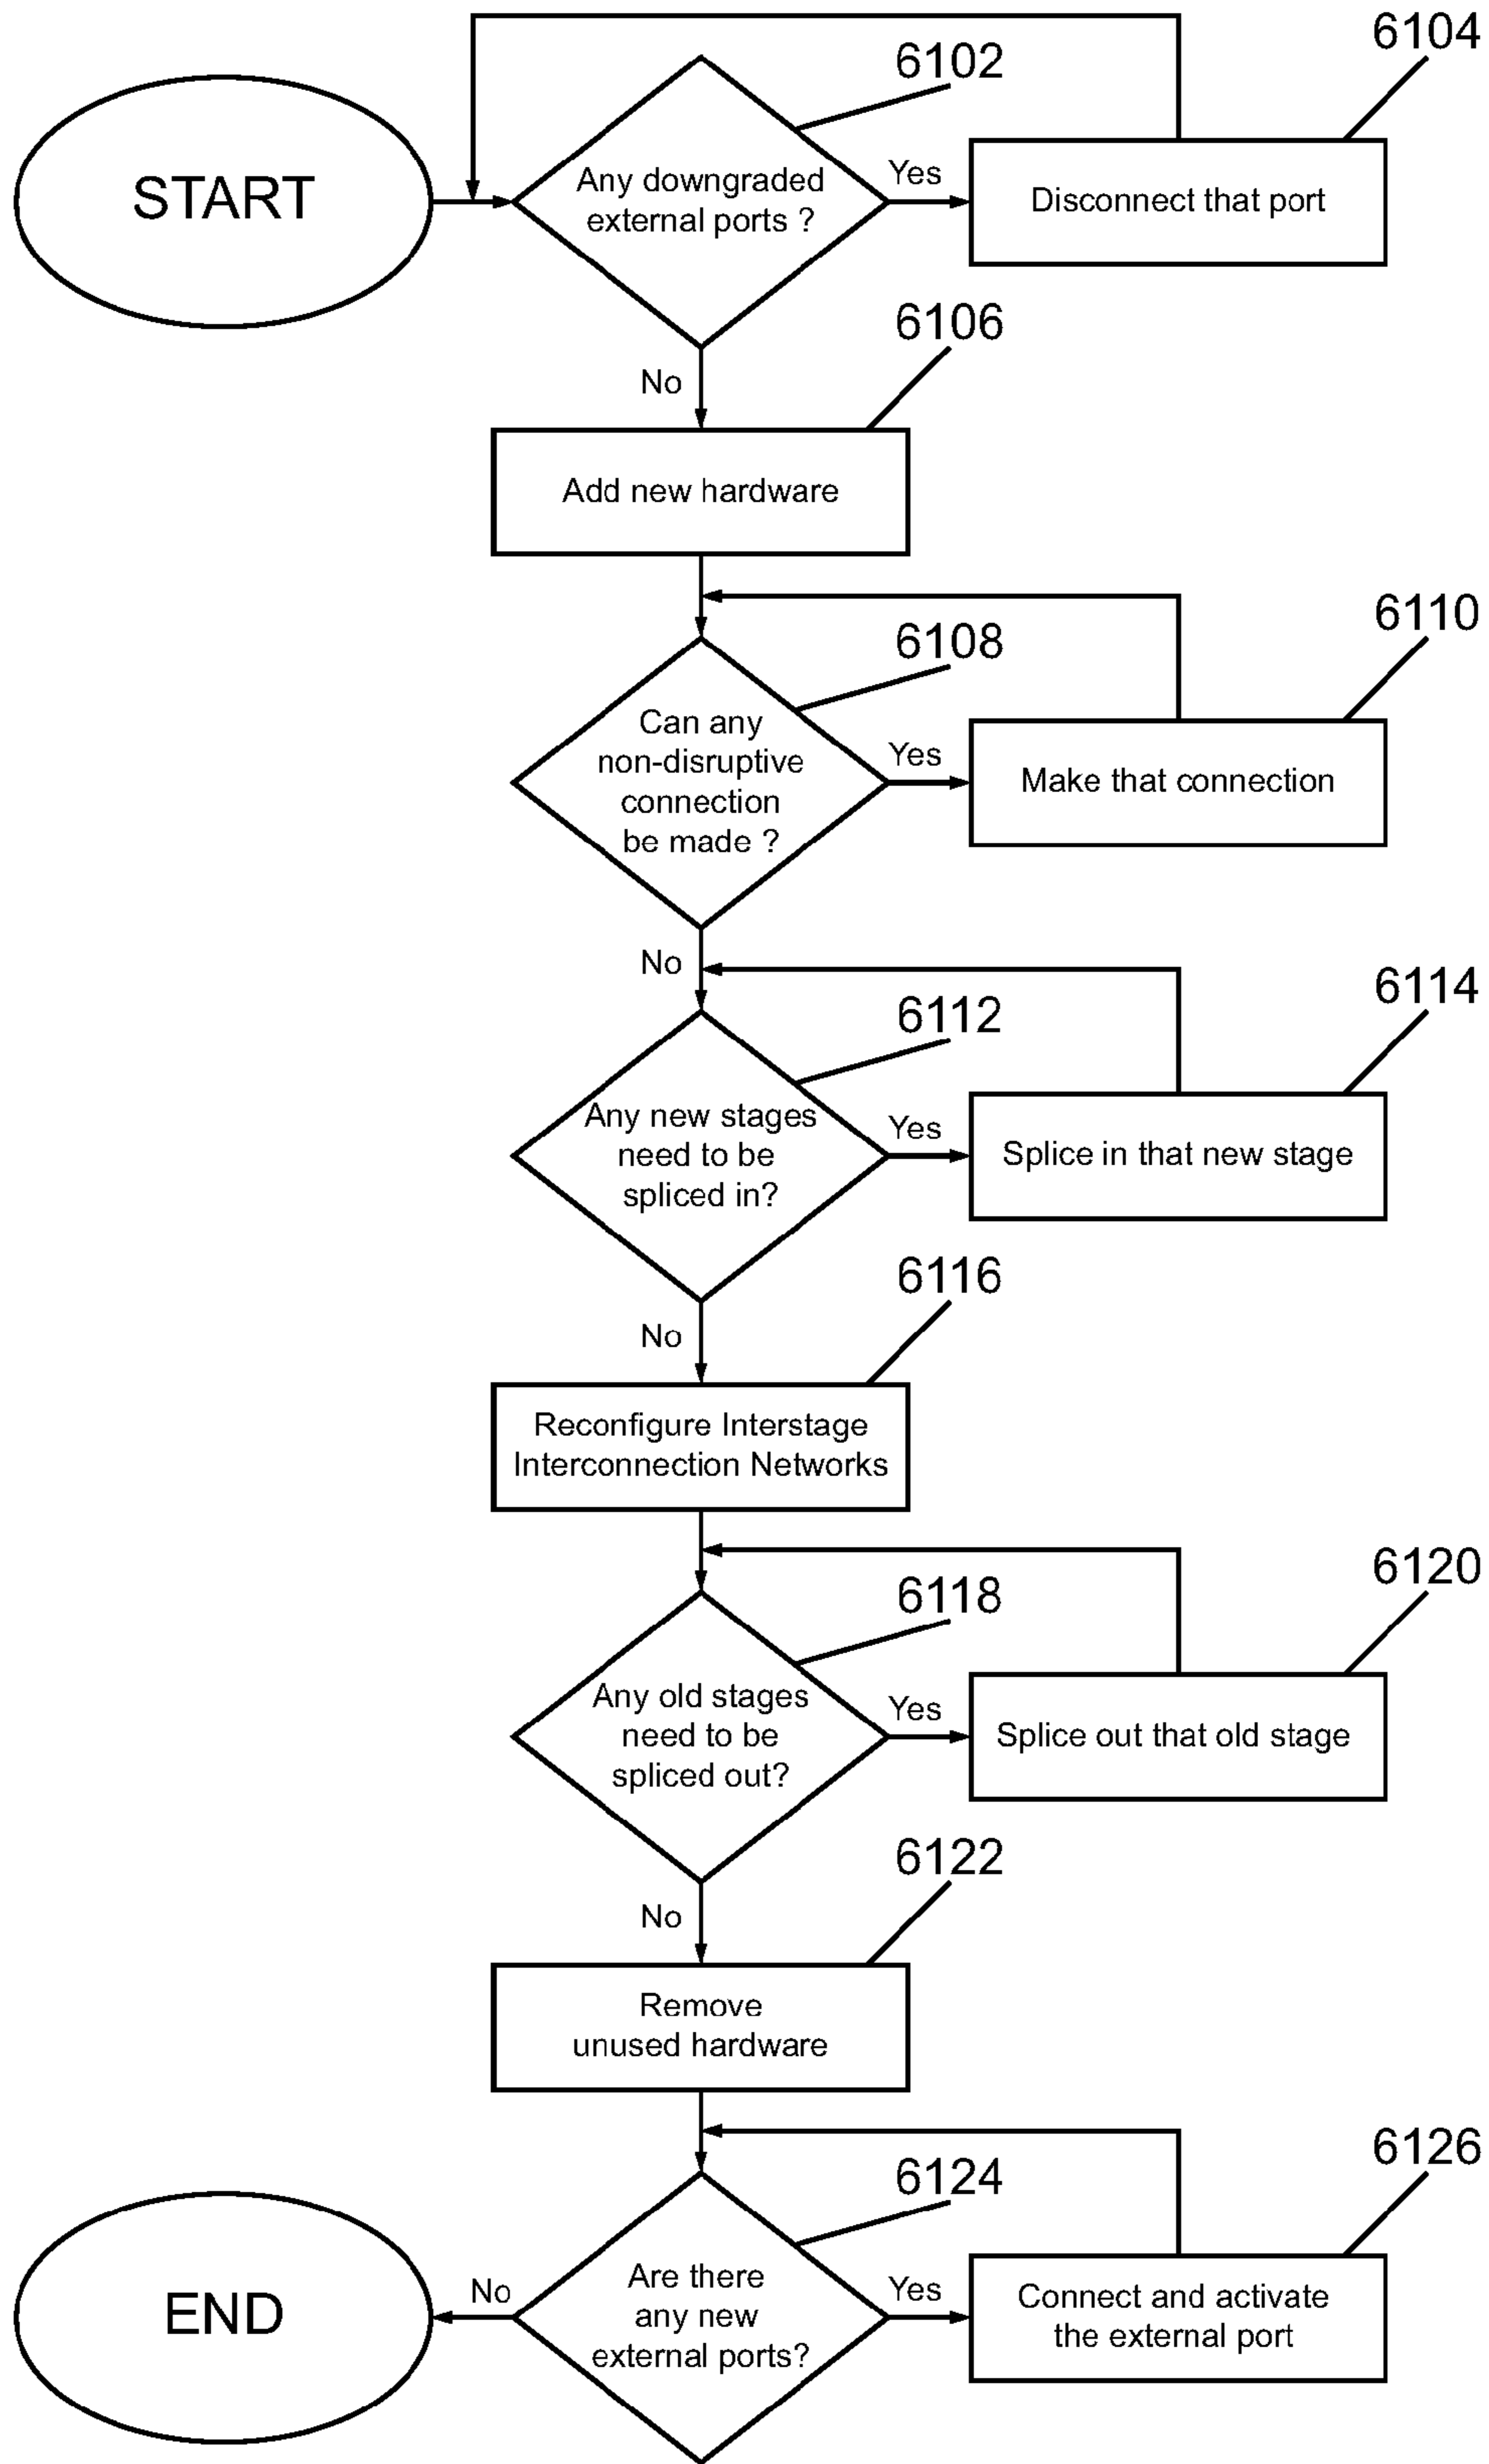 6104
6102
START
Any downgraded
external ports ?
Yes
Disconnect that port
6106
No
Add new hardware
6110
6108
Can any
non-disruptive
connection
be made ?
Yes
Make that connection
No
6114
6112
Any new stages
need to be
spliced in?
Yes
Splice in that new stage
6116
No
Reconfigure Interstage
Interconnection Networks
6120
6118
Any old stages
need to be
spliced out?
Yes
Splice out that old stage
6122
No
Remove
unused hardware
6126
6124
END
No
Are there
any new
external ports?
Yes
Connect and activate
the external port